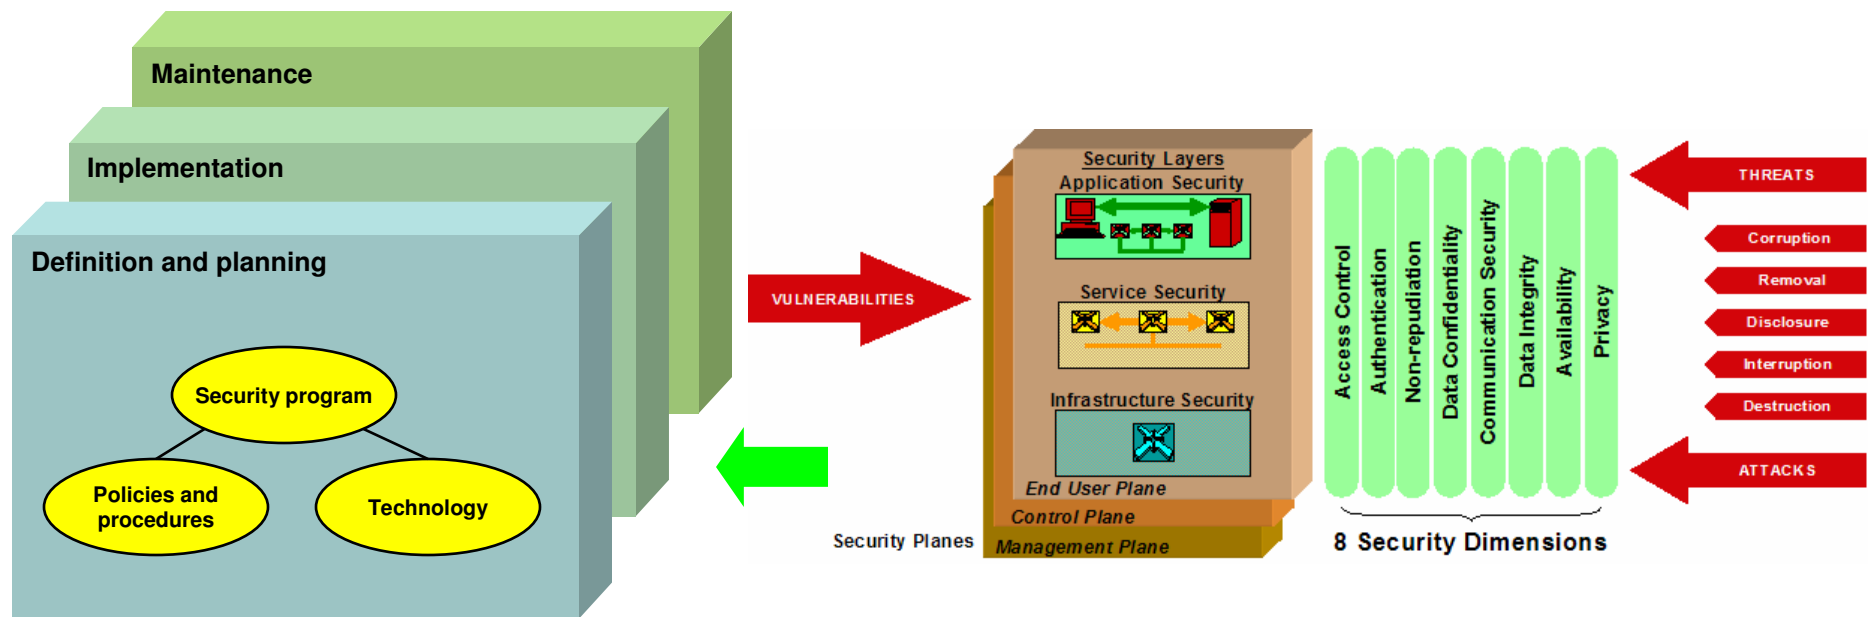 Maintenance
Implementation
Definition and planning
Security program
Policies and
procedures
Technology
VULNERABILITIES
Security Layers
Application Security
Service Security
Infrastructure Security
End User Plane
Control Plane
Management Plane
Security Planes
Access Control
Authentication
Non-repudiation
Data Confidentiality
Communication Security
Data Integrity
Availability
Privacy
8 Security Dimensions
THREATS
Corruption
Removal
Disclosure
Interruption
Destruction
ATTACKS